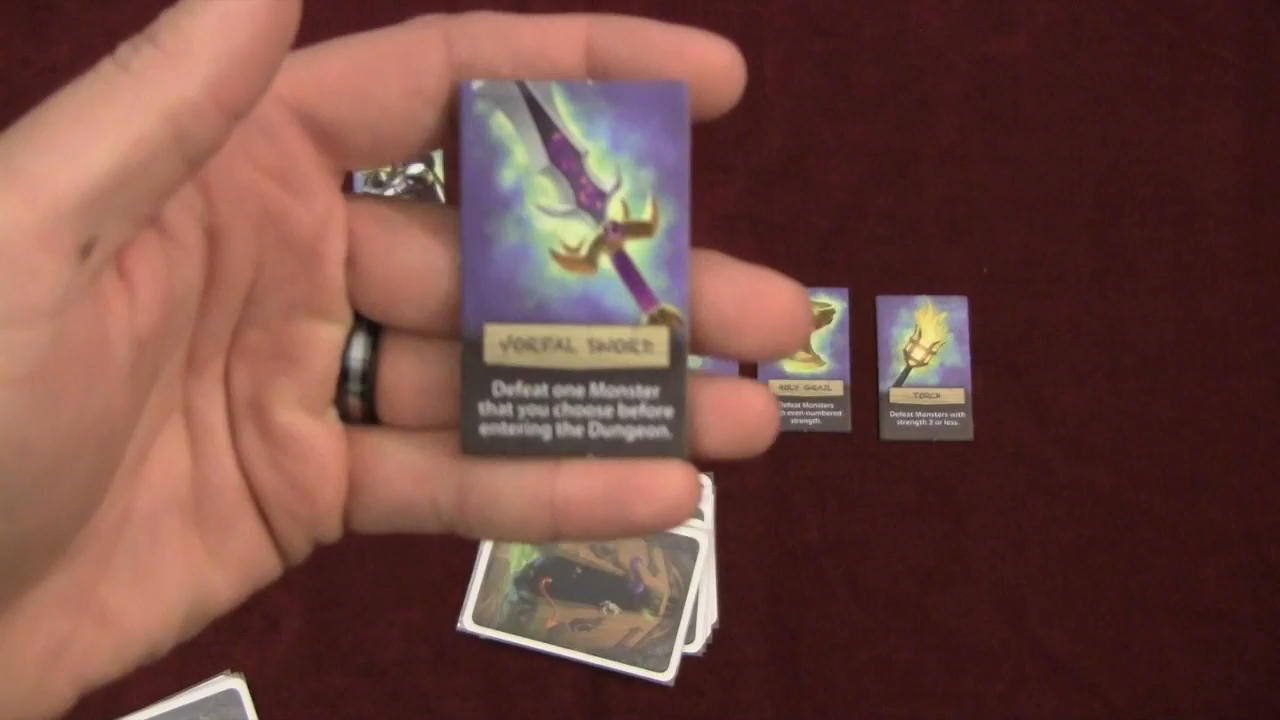 VORPAL SWORD
Defeat one Monster
that you choose before
entering the Dungeon.
HOLY GRAIL
Defeat Monsters
even-numbered
strength.
TORCH
Defeat Monsters with
strength 3 or less.